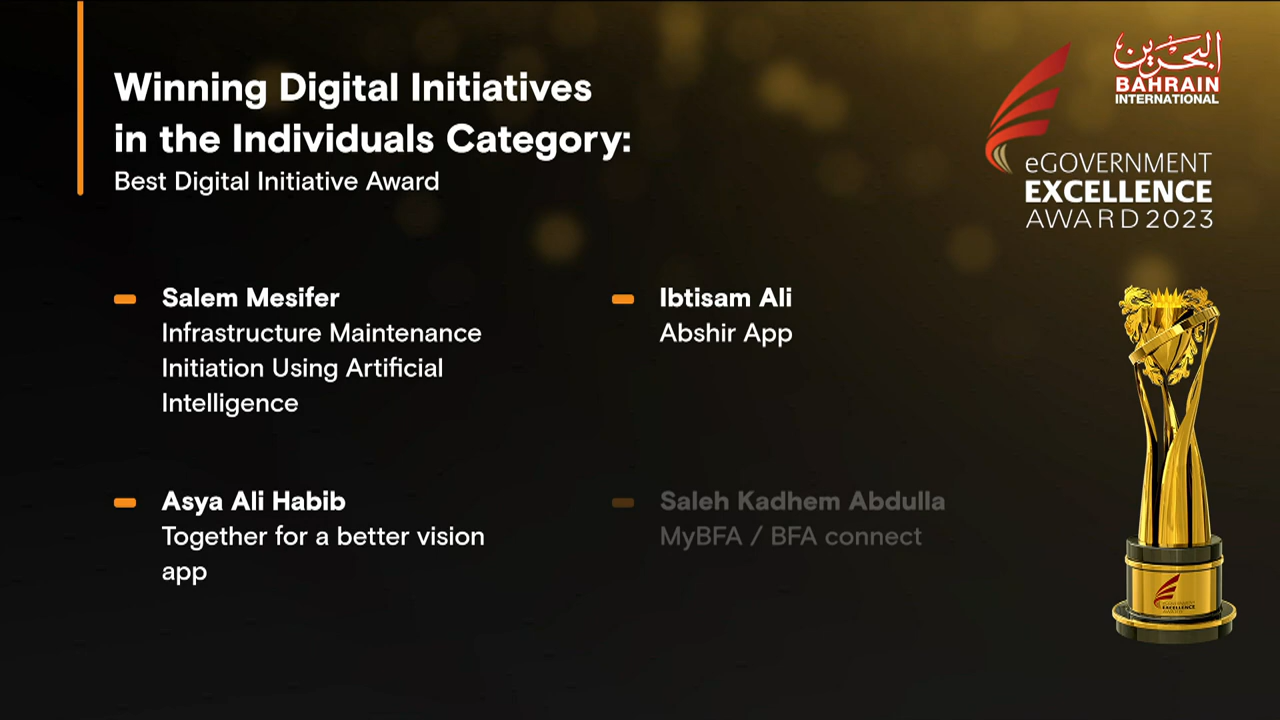 Winning Digital Initiatives
in the Individuals Category:
Best Digital Initiative Award
البحرين
BAHRAIN
INTERNATIONAL
eGOVERNMENT
EXCELLENCE
AWARD 2023
Salem Mesifer
Infrastructure Maintenance
Initiation Using Artificial
Intelligence
Ibtisam Ali
Abshir App
Asya Ali Habib
Together for a better vision
app
Saleh Kadhem Abdulla
MyBFA / BFA connect
eGOVERNMENT
EXCELLENCE